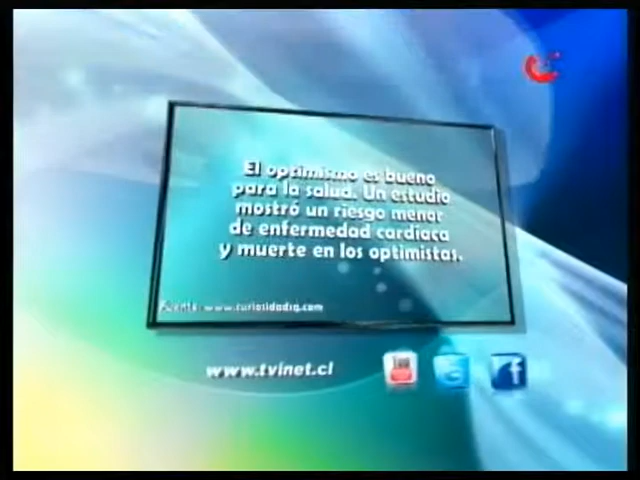 El optimismo es bueno
para la salud. Un estudio
mostró un riesgo menor
de enfermedad cardiaca
y muerte en los optimistas.
Fuente: www.curiosidadiq.com
www.tvinet.cl
f